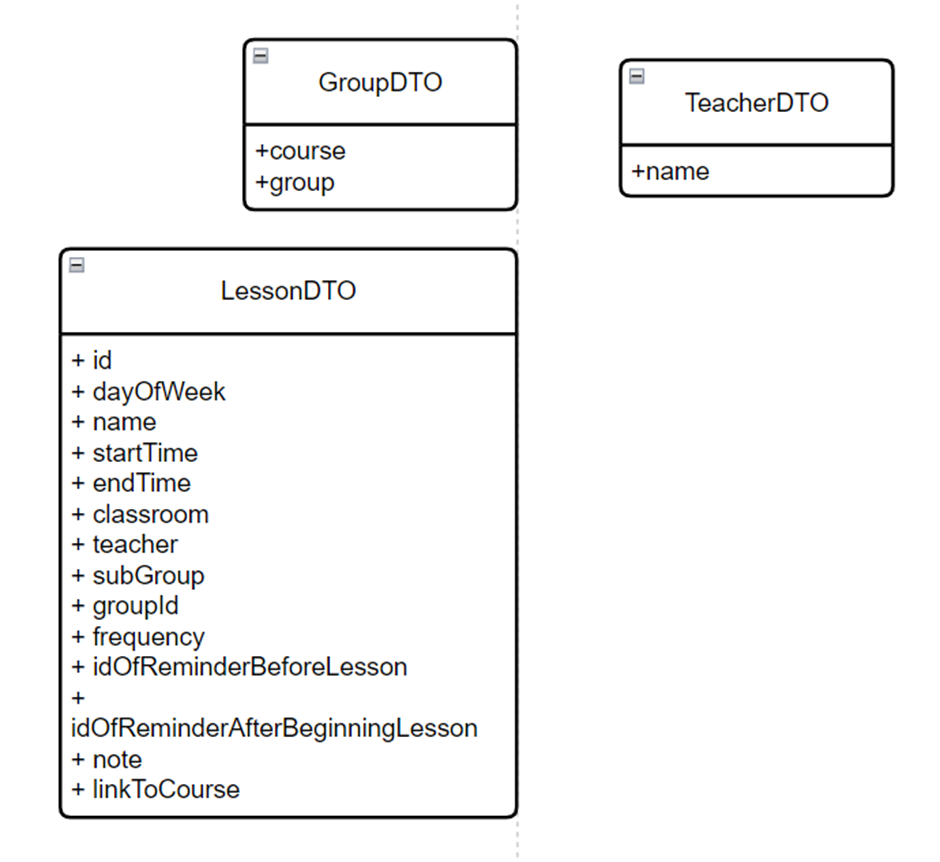 GroupDTO
+course
+group
TeacherDTO
+name
LessonDTO
+ id
+ dayOfWeek
+ name
+ startTime
+ endTime
+ classroom
+ teacher
+ subGroup
+ groupId
+ frequency
+ idOfReminderBeforeLesson
+
idOfReminderAfterBeginningLesson
+ note
+ linkToCourse